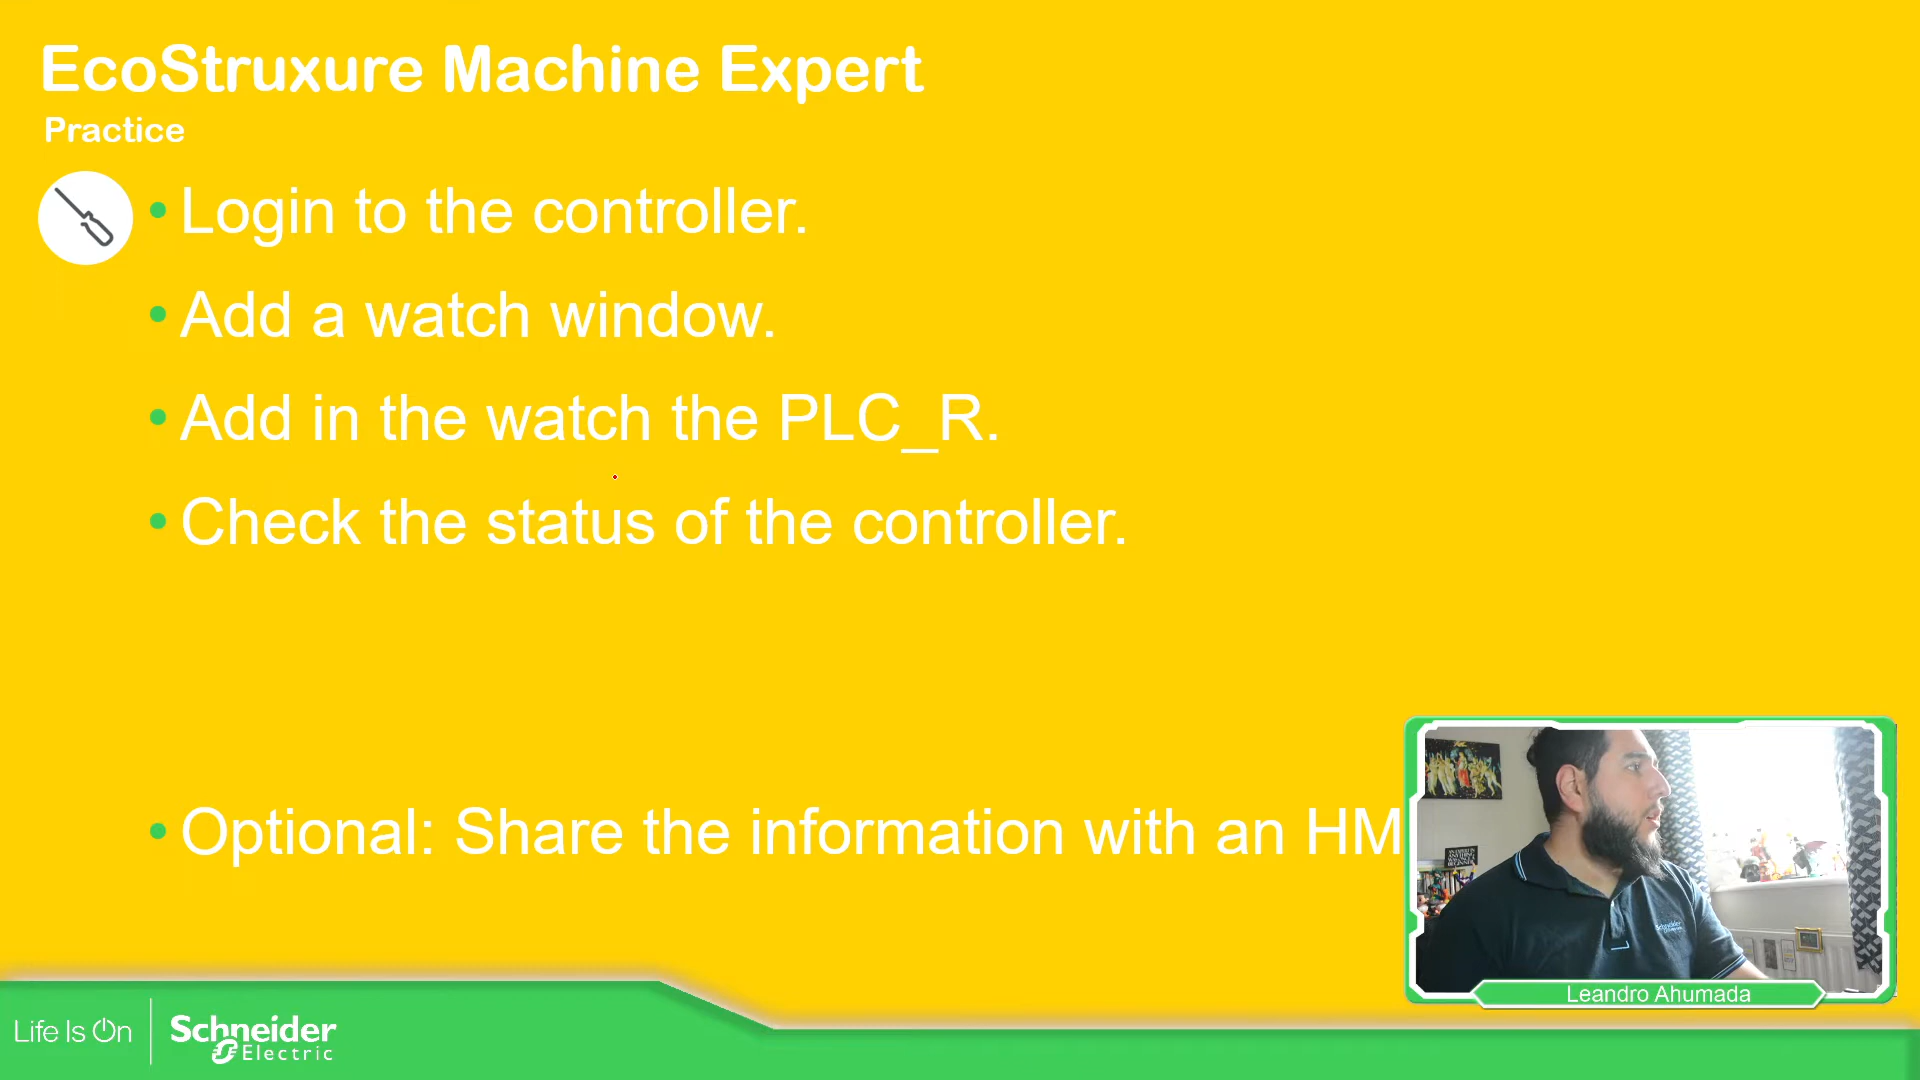 EcoStruxure Machine Expert
Practice
• Login to the controller.
• Add a watch window.
• Add in the watch the PLC_R.
• Check the status of the controller.
• Optional: Share the information with an HM
Leandro Ahumada
Life Is On
Schneider
Electric